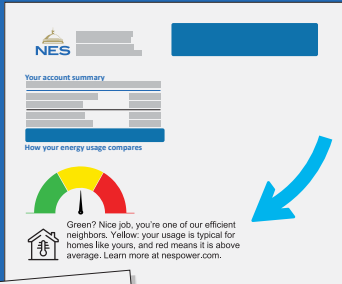 NES
Your account summary
How your energy usage compares
Green? Nice job, you're one of our efficient
neighbors. Yellow: your usage is typical for
homes like yours, and red means it is above
average. Learn more at nespower.com.